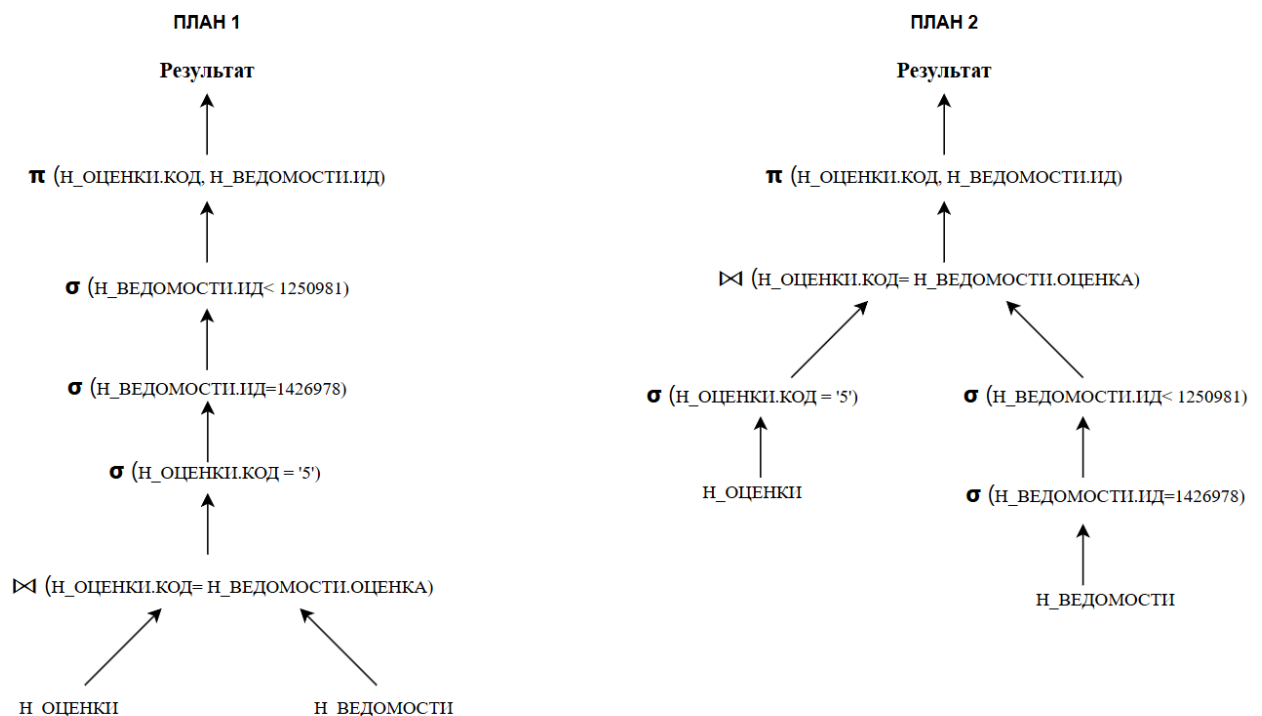 ПЛАН 1
Результат
π (Н_ОЦЕНКИ.КОД, Н_ВЕДОМОСТИ.ИД)
σ (Н_ВЕДОМОСТИ.ИД< 1250981)
σ (Н_ВЕДОМОСТИ.ИД=1426978)
σ (Н_ОЦЕНКИ.КОД = '5')
⋈ (Н_ОЦЕНКИ.КОД= Н_ВЕДОМОСТИ.ОЦЕНКА)
Н_ОЦЕНКИ
Н_ВЕДОМОСТИ
ПЛАН 2
Результат
π (Н_ОЦЕНКИ.КОД, Н_ВЕДОМОСТИ.ИД)
⋈ (Н_ОЦЕНКИ.КОД= Н_ВЕДОМОСТИ.ОЦЕНКА)
σ (Н_ОЦЕНКИ.КОД = '5')
σ (Н_ВЕДОМОСТИ.ИД< 1250981)
Н_ОЦЕНКИ
σ (Н_ВЕДОМОСТИ.ИД=1426978)
Н_ВЕДОМОСТИ